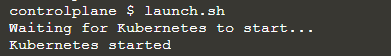 controlplane $ launch.sh
Waiting for Kubernetes to start...
Kubernetes started